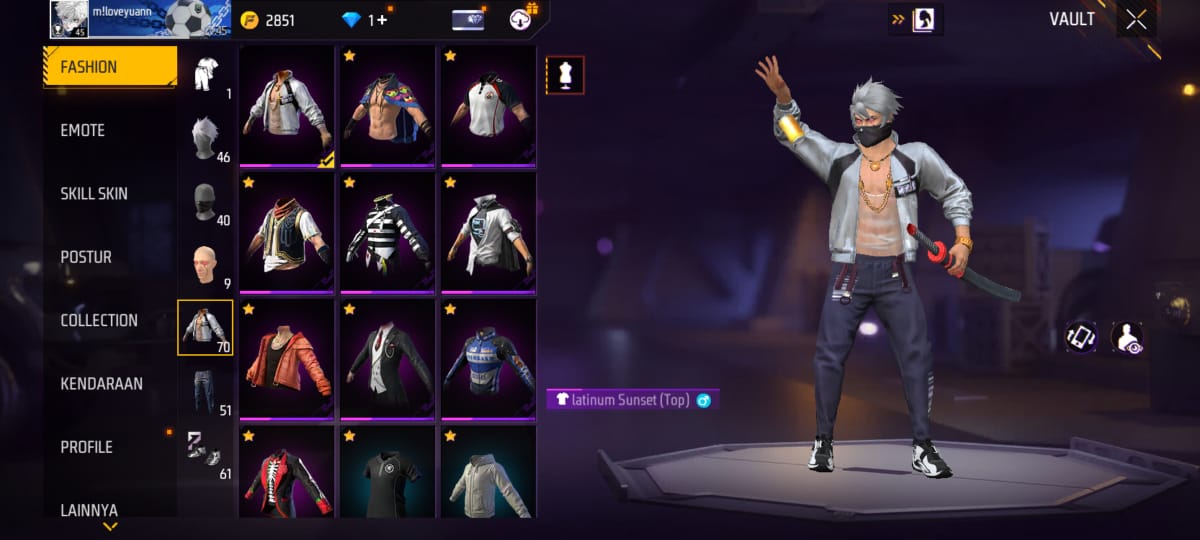 m!loveyuann
45
2851
1+
VAULT
FASHION
1
EMOTE
46
SKILL SKIN
40
POSTUR
9
COLLECTION
70
KENDARAAN
51
PROFILE
61
LAINNYA
latinum Sunset (Top)